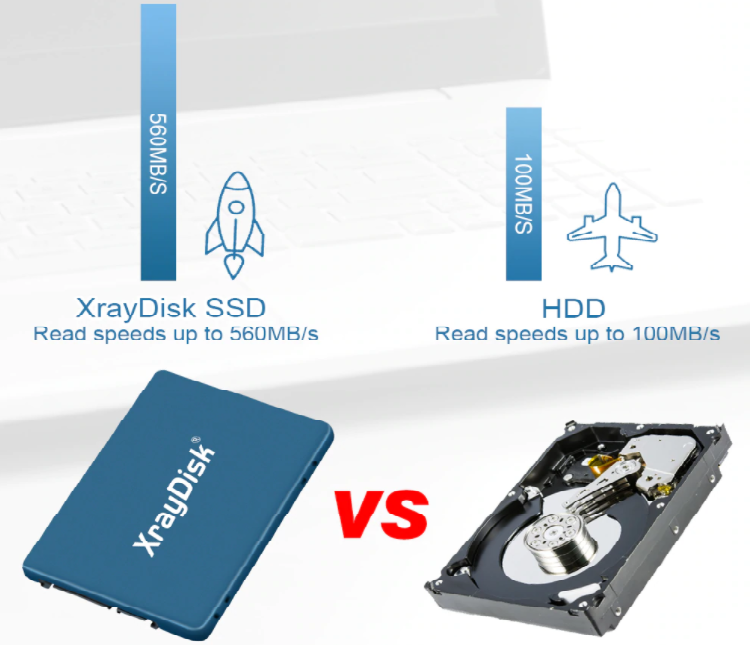 560MB/S
100MB/S
XrayDisk SSD
HDD
Read speeds up to 560MB/s
Read speeds up to 100MB/s
XrayDisk®
VS